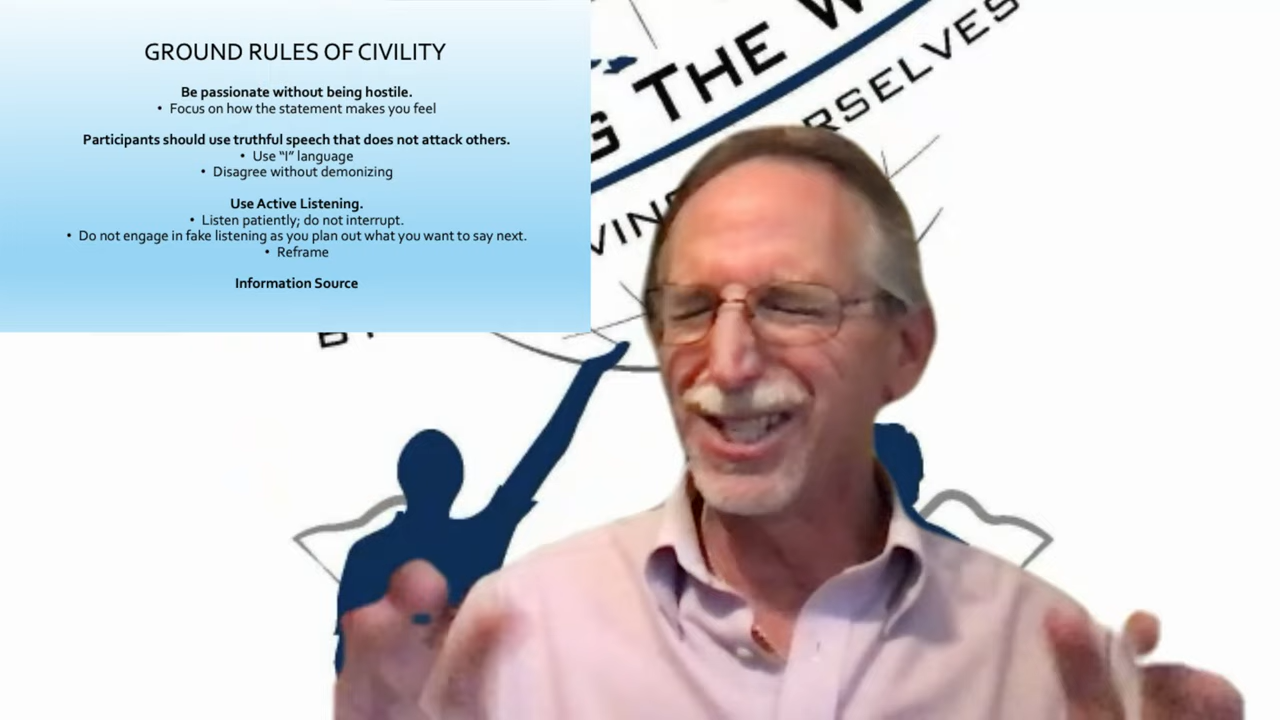 GROUND RULES OF CIVILITY
Be passionate without being hostile.
• Focus on how the statement makes you feel
Participants should use truthful speech that does not attack others.
• Use “I” language
• Disagree without demonizing
Use Active Listening.
• Listen patiently; do not interrupt.
• Do not engage in fake listening as you plan out what you want to say next.
• Reframe
Information Source
THE